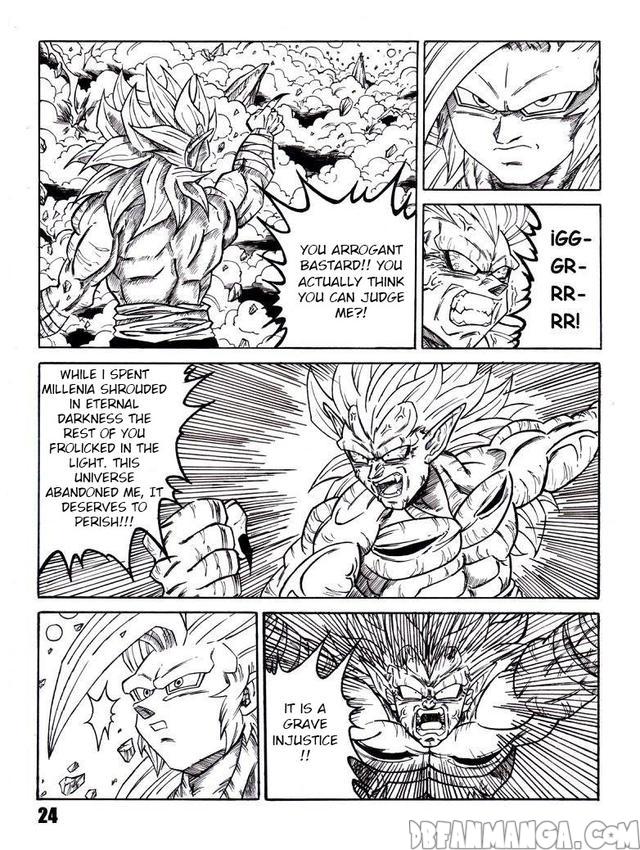 YOU ARROGANT
BASTARD!! YOU
ACTUALLY THINK
YOU CAN JUDGE
ME?!
¡GG-
GR-
RR-
RR!
WHILE I SPENT
MILLENIA SHROUDED
IN ETERNAL
DARKNESS THE
REST OF YOU
FROLICKED IN THE
LIGHT. THIS
UNIVERSE
ABANDONED ME, IT
DESERVES TO
PERISH!!!
IT IS A
GRAVE
INJUSTICE
!!
24
DBFANMANGA.COM